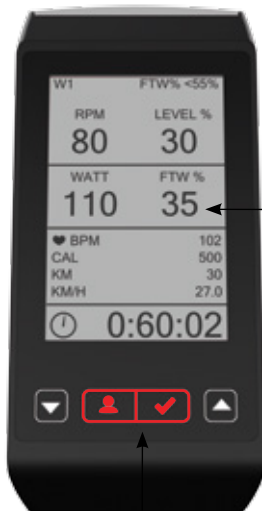 W1 FTW% <55%
RPM LEVEL %
80 30
WATT FTW %
110 35
BPM 102
CAL 500
KM 30
KM/H 27.0
0:60:02